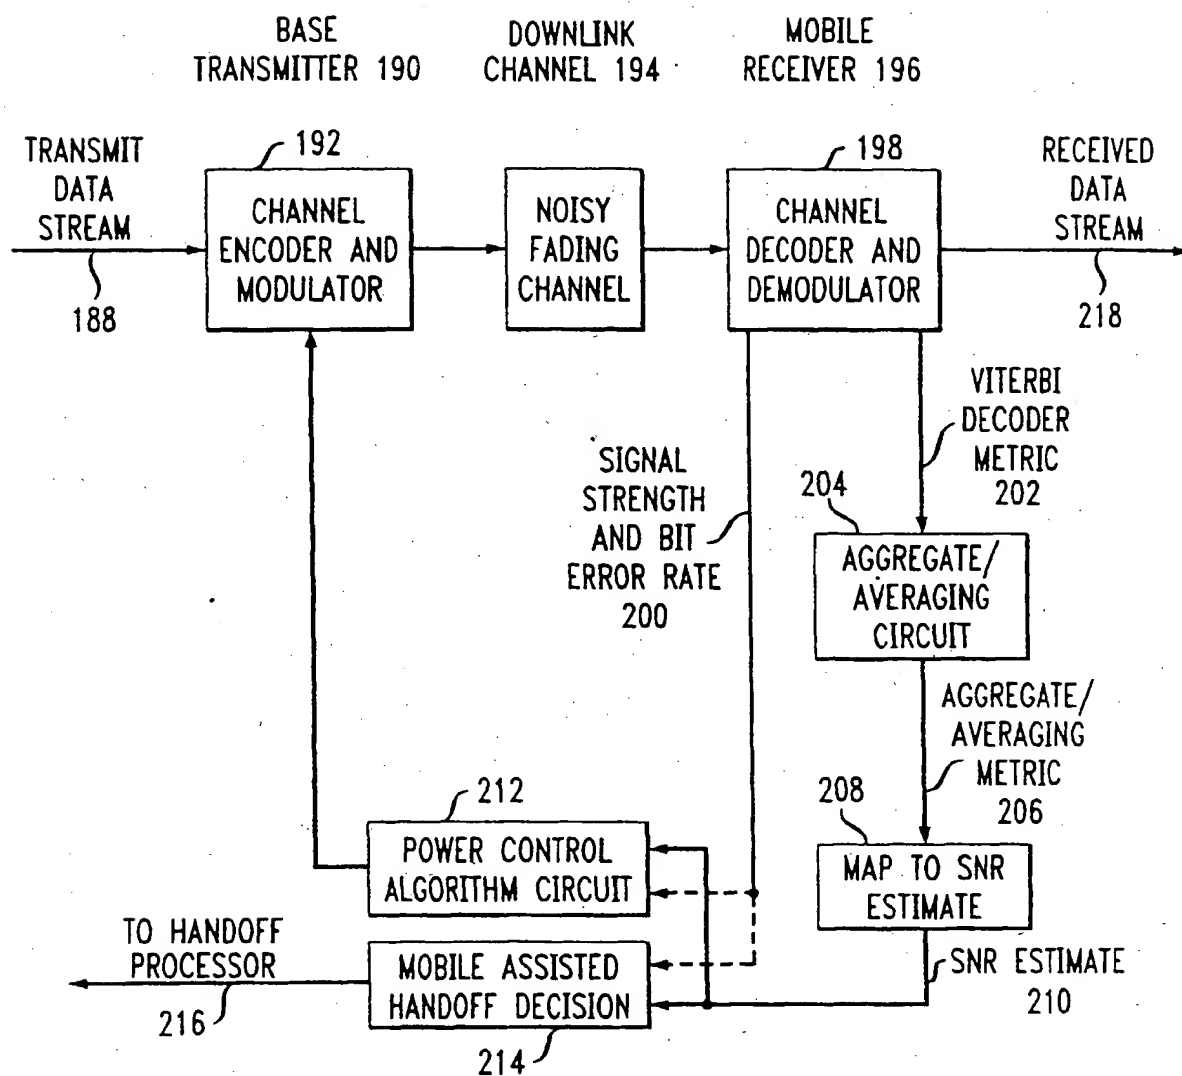 BASE
TRANSMITTER 190
DOWNLINK
CHANNEL 194
MOBILE
RECEIVER 196
TRANSMIT
DATA
STREAM
188
192
CHANNEL
ENCODER AND
MODULATOR
NOISY
FADING
CHANNEL
198
CHANNEL
DECODER AND
DEMODULATOR
RECEIVED
DATA
STREAM
218
SIGNAL
STRENGTH
AND BIT
ERROR RATE
200
VITERBI
DECODER
METRIC
202
204
AGGREGATE/
AVERAGING
CIRCUIT
AGGREGATE/
AVERAGING
METRIC
206
208
MAP TO SNR
ESTIMATE
SNR ESTIMATE
210
212
POWER CONTROL
ALGORITHM CIRCUIT
MOBILE ASSISTED
HANDOFF DECISION
214
TO HANDOFF
PROCESSOR
216